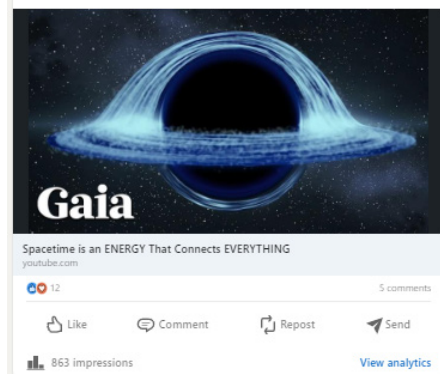 Gaia
Spacetime is an ENERGY That Connects EVERYTHING
youtube.com
12
5 comments
Like
Comment
Repost
Send
863 impressions
View analytics